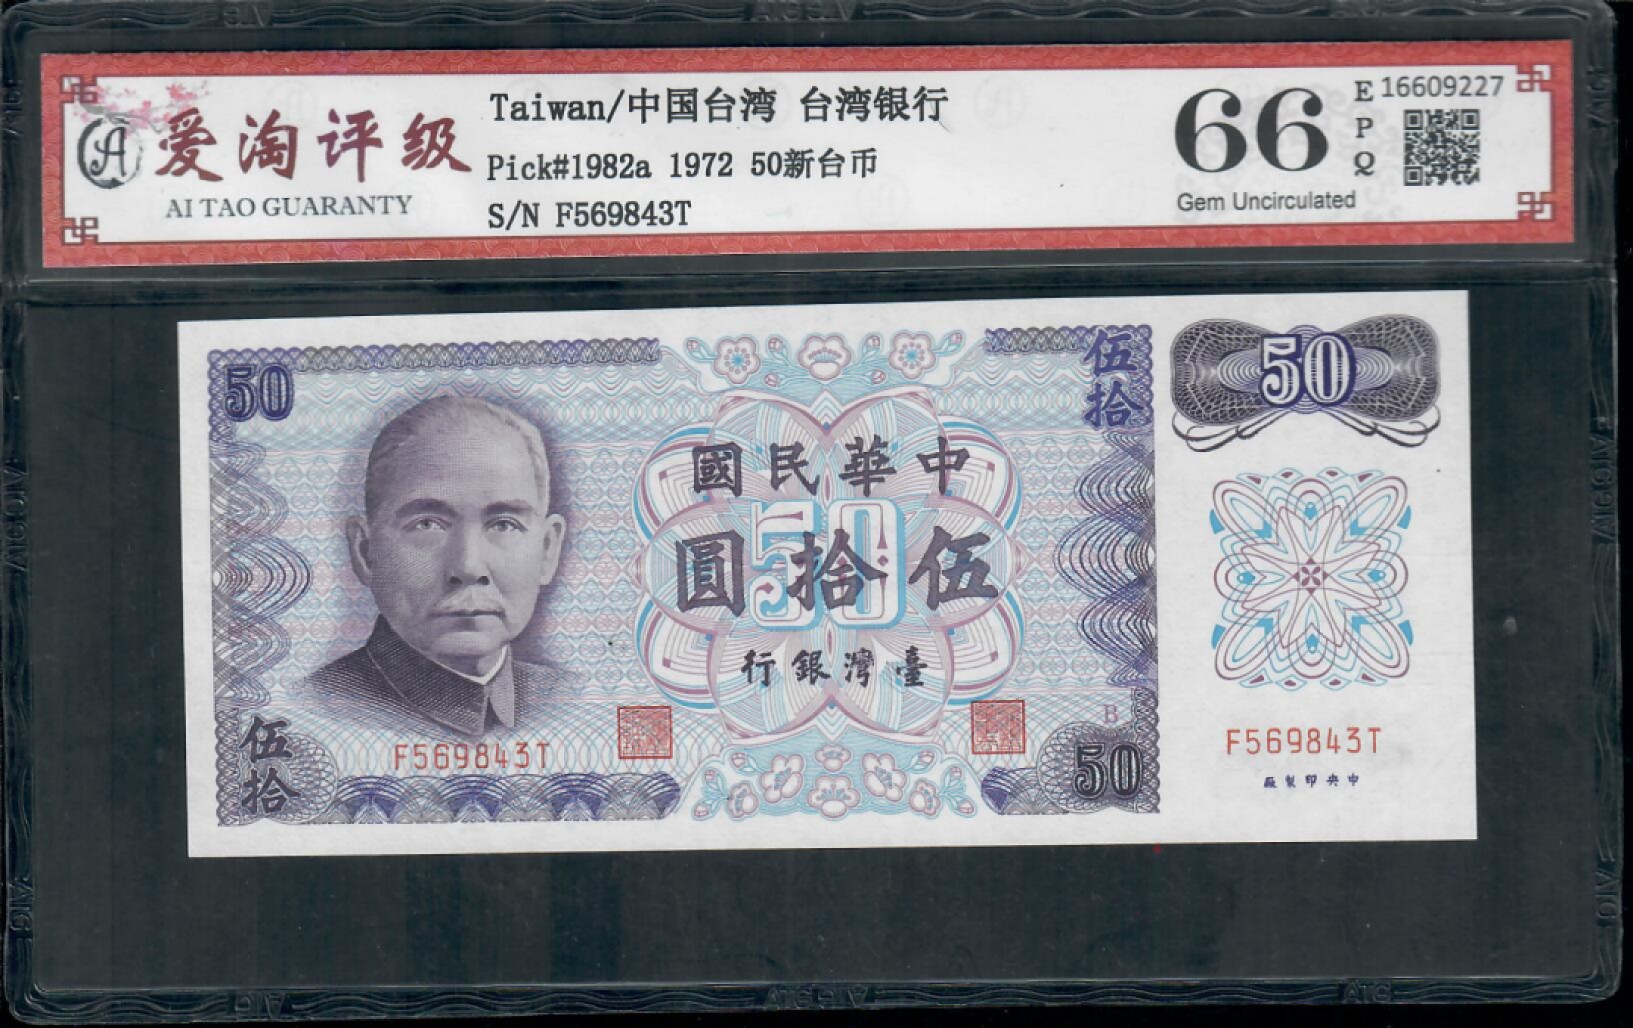 爱淘评级
AI TAO GUARANTY
Taiwan/中国台湾 台湾银行
Pick#1982a 1972 50新台币
S/N F569843T
66
EPQ
Gem Uncirculated
16609227
50
伍拾
50
國民華中
50
圓拾伍
行銀灣臺
伍拾
F569843T
B
50
F569843T
廠製印央中